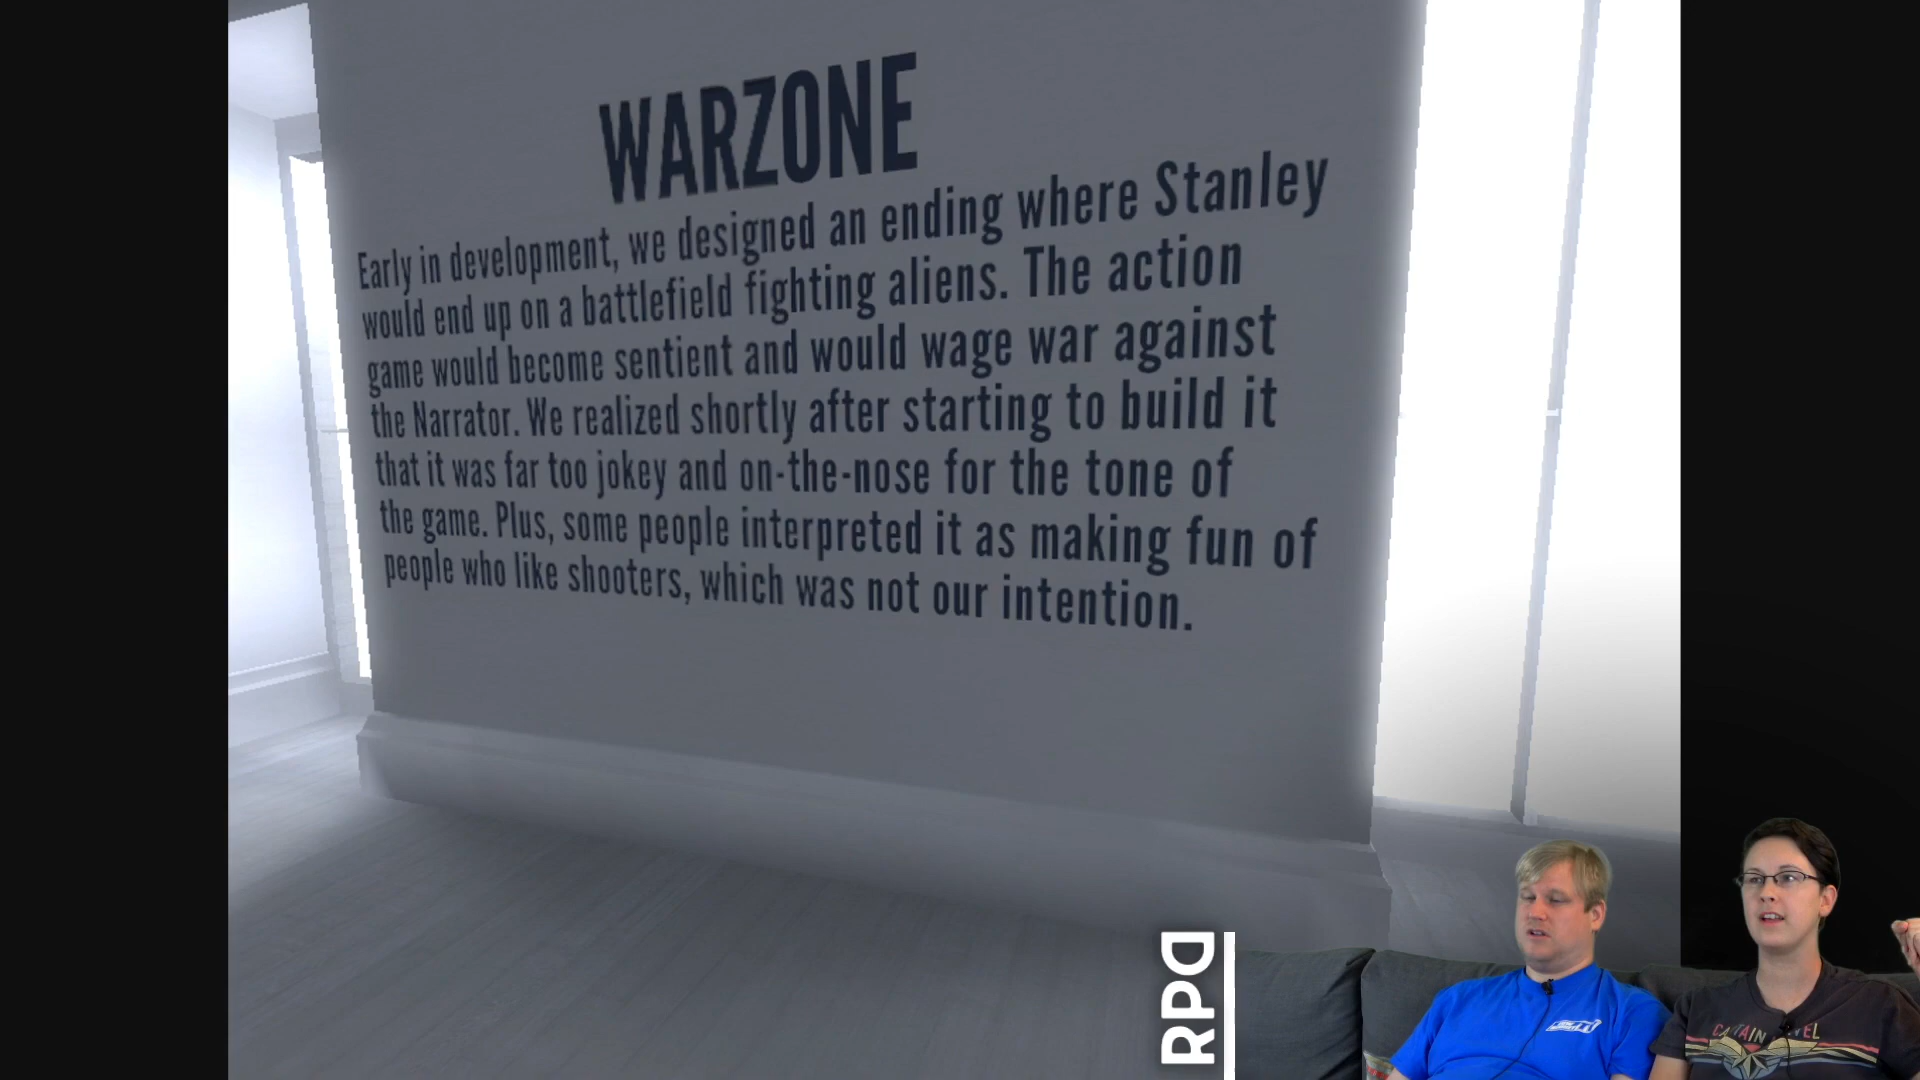 WARZONE
Early in development, we designed an ending where Stanley
would end up on a battlefield fighting aliens. The action
game would become sentient and would wage war against
the Narrator. We realized shortly after starting to build it
that it was far too jokey and on-the-nose for the tone of
the game. Plus, some people interpreted it as making fun of
people who like shooters, which was not our intention.
RPD